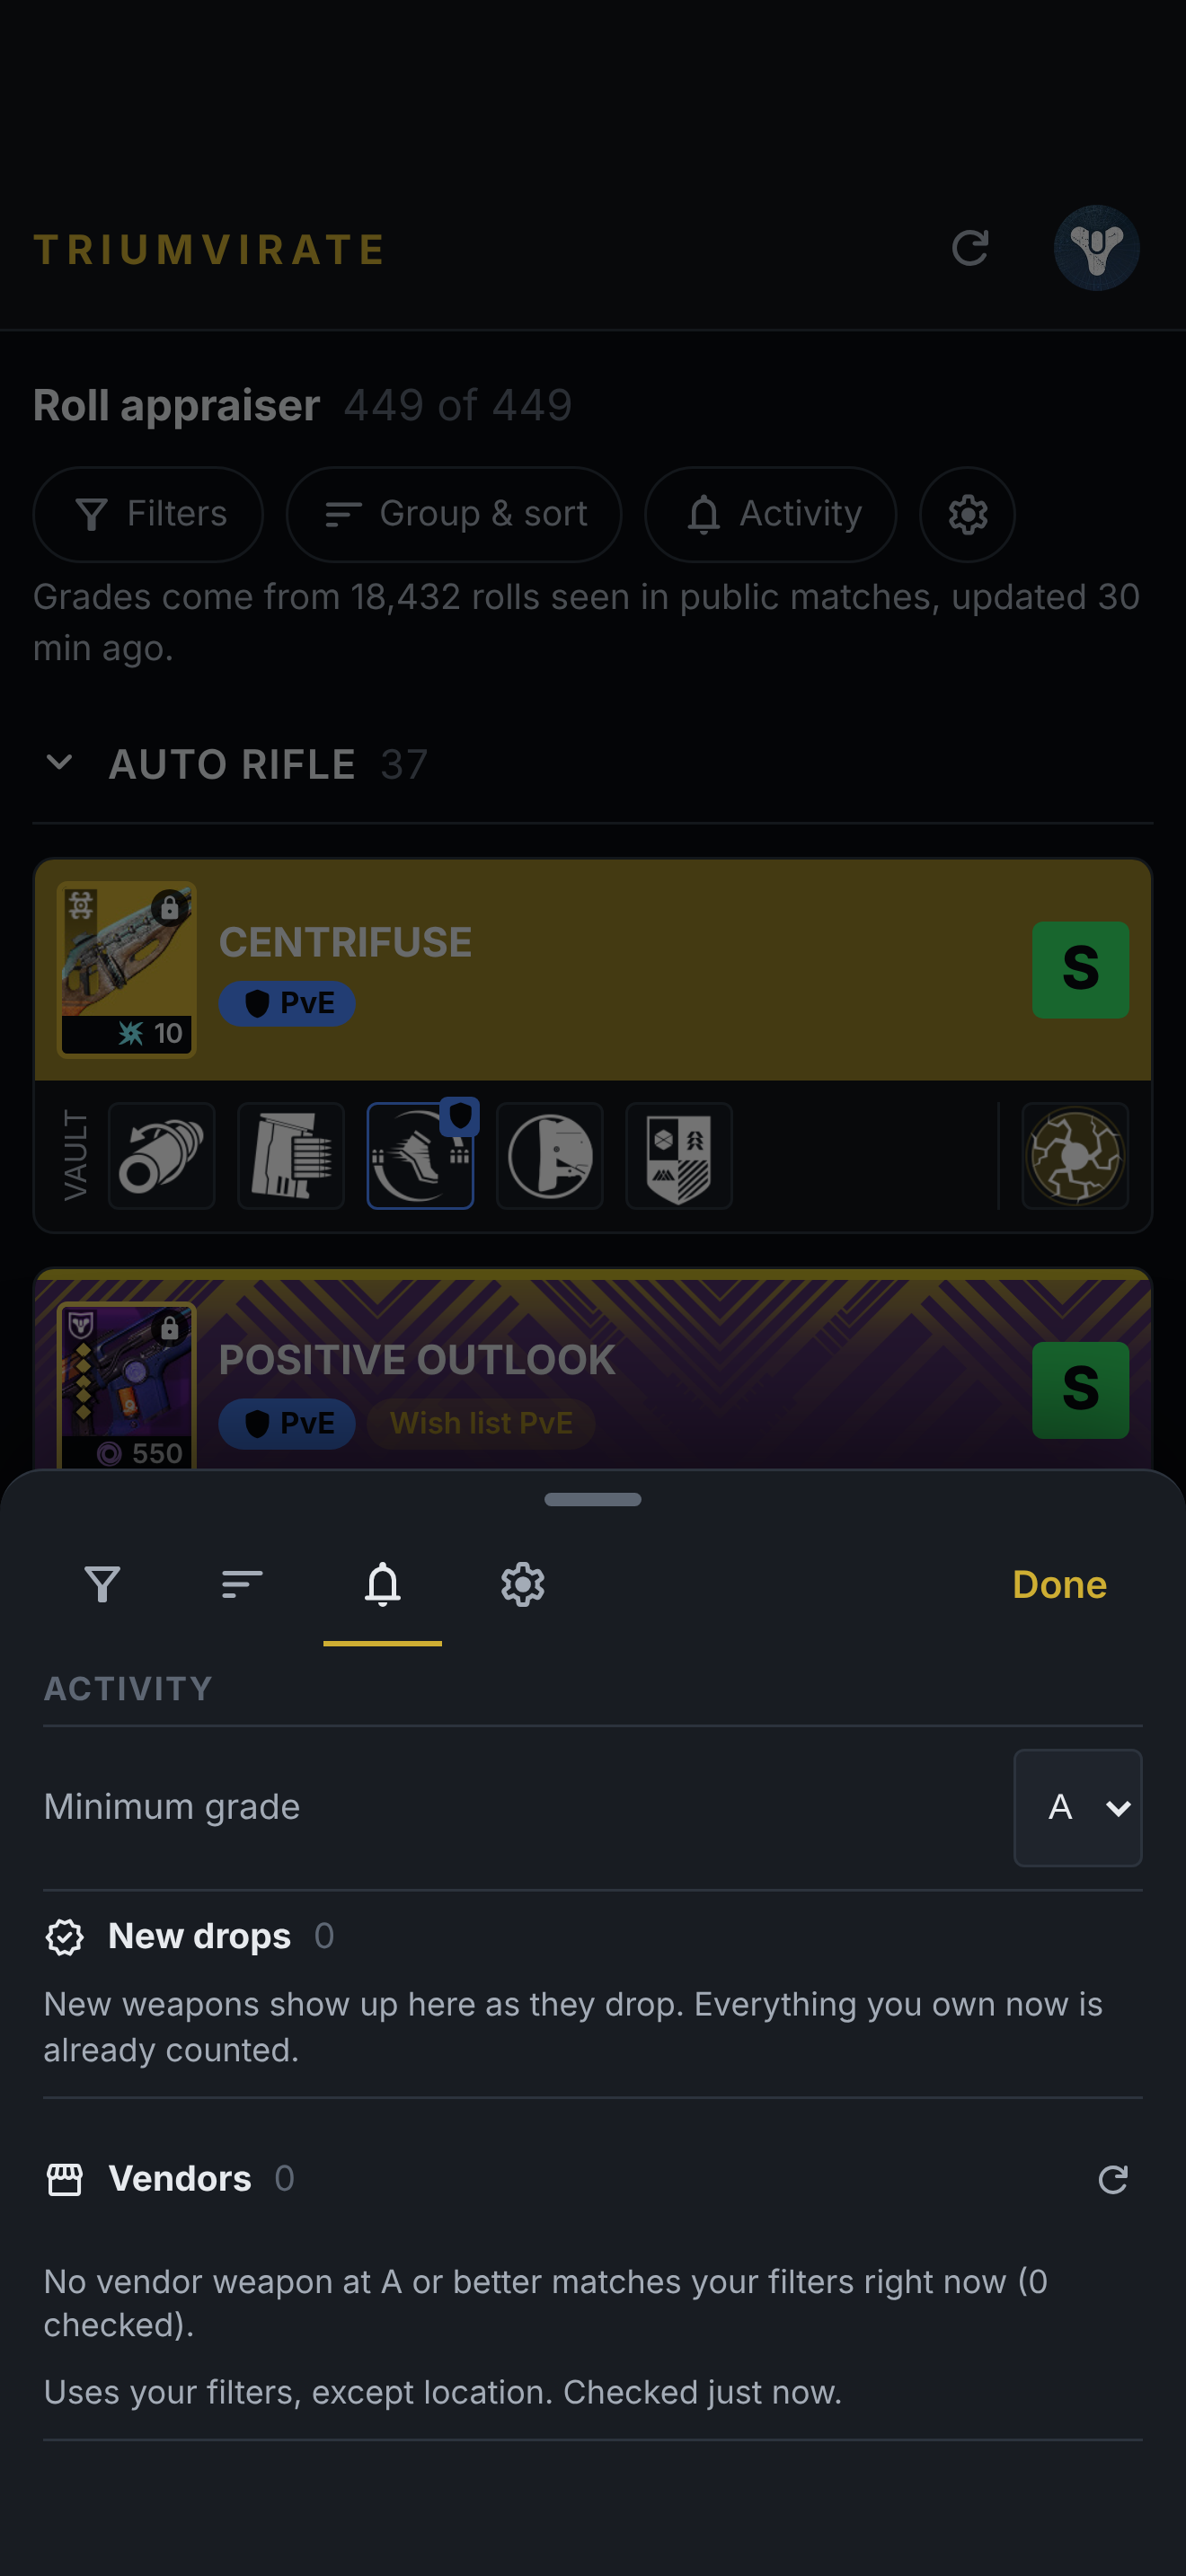 TRIUMVIRATE
Roll appraiser 449 of 449
Filters
Group & sort
Activity
Grades come from 18,432 rolls seen in public matches, updated 30
min ago.
AUTO RIFLE 37
CENTRIFUSE
PvE
10
S
VAULT
POSITIVE OUTLOOK
PvE
Wish list PvE
550
S
Done
ACTIVITY
Minimum grade
A
New drops 0
New weapons show up here as they drop. Everything you own now is
already counted.
Vendors 0
No vendor weapon at A or better matches your filters right now (0
checked).
Uses your filters, except location. Checked just now.